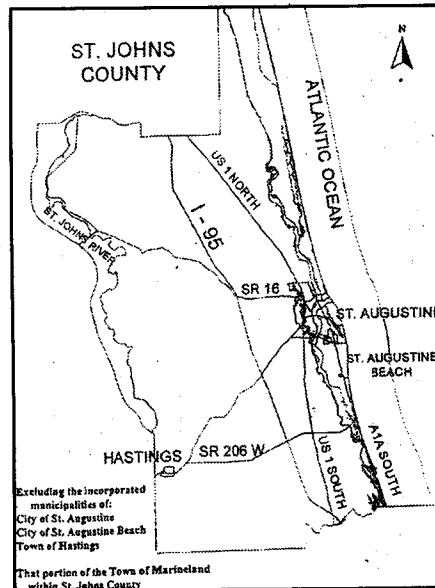 ST. JOHNS
COUNTY
N
ATLANTIC OCEAN
US 1 NORTH
I - 95
ST. JOHNS RIVER
SR 16
ST. AUGUSTINE
ST. AUGUSTINE
BEACH
A1A SOUTH
HASTINGS
SR 206 W
US 1 SOUTH
Excluding the incorporated
municipalities of:
City of St. Augustine
City of St. Augustine Beach
Town of Hastings
That portion of the Town of Marineland
within St. Johns County